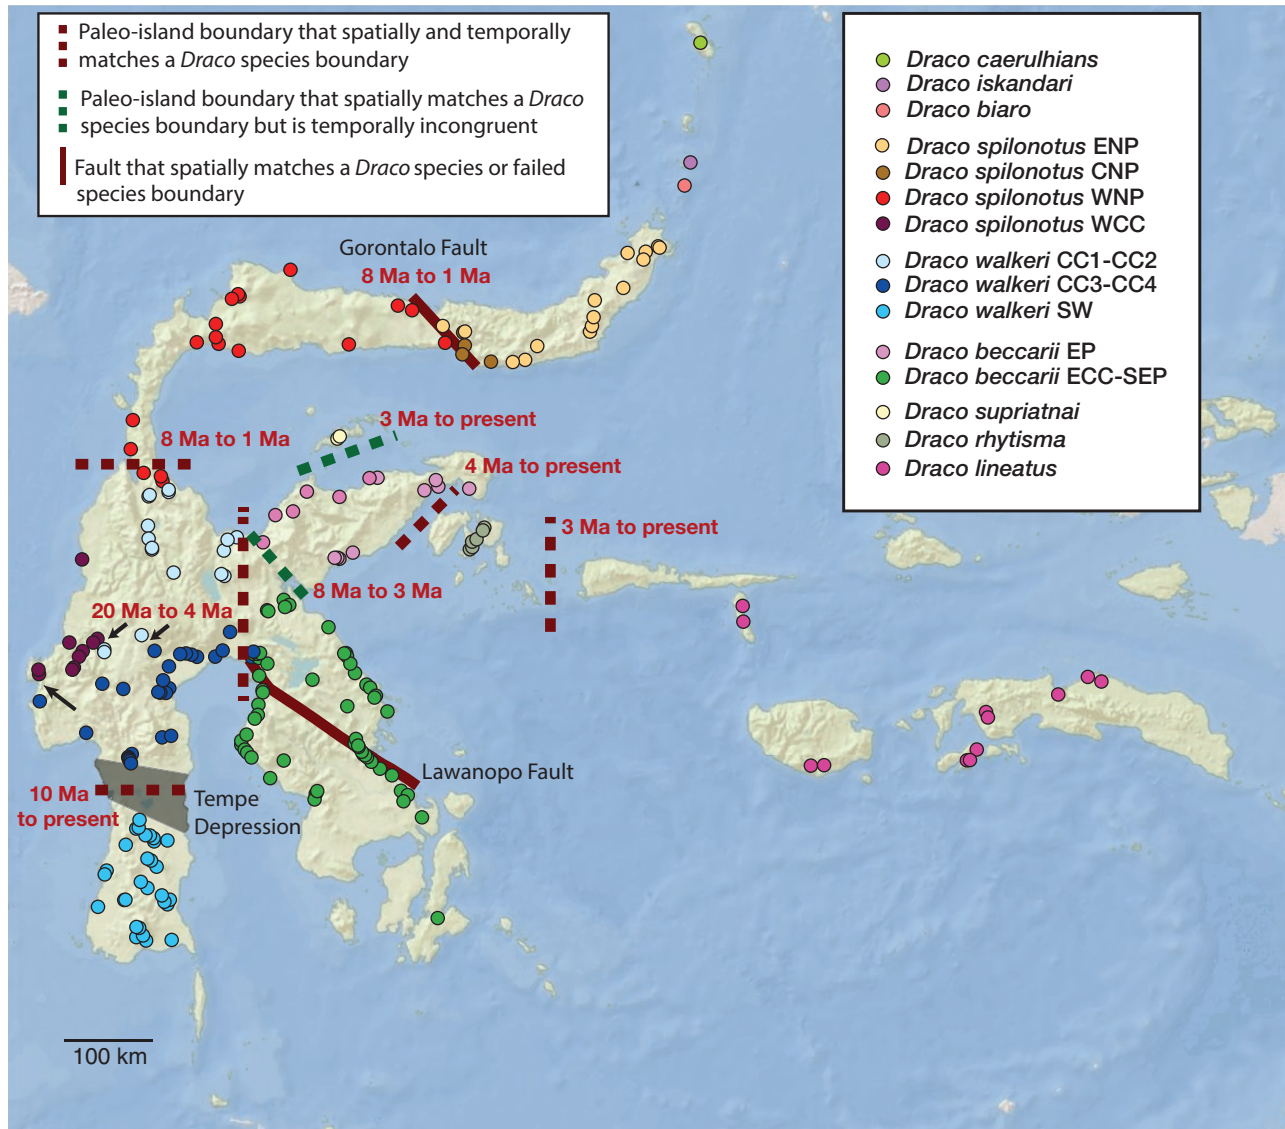 Paleo-island boundary that spatially and temporally
matches a Draco species boundary
Paleo-island boundary that spatially matches a Draco
species boundary but is temporally incongruent
Fault that spatially matches a Draco species or failed
species boundary
Draco caerulhians
Draco iskandari
Draco biaro
Draco spilonotus ENP
Draco spilonotus CNP
Draco spilonotus WNP
Draco spilonotus WCC
Draco walkeri CC1-CC2
Draco walkeri CC3-CC4
Draco walkeri SW
Draco beccarii EP
Draco beccarii ECC-SEP
Draco supriatnai
Draco rhytisma
Draco lineatus
Gorontalo Fault
8 Ma to 1 Ma
3 Ma to present
8 Ma to 1 Ma
4 Ma to present
3 Ma to present
8 Ma to 3 Ma
20 Ma to 4 Ma
Lawanopo Fault
10 Ma
to present
Tempe
Depression
100 km